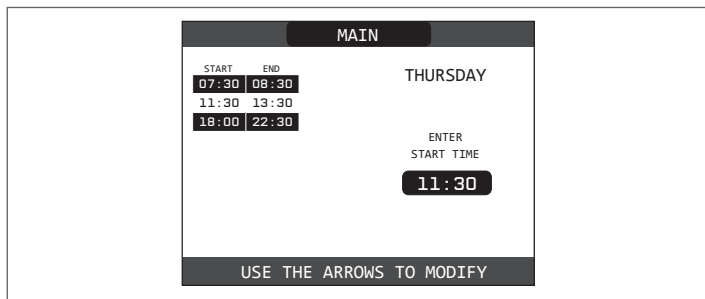 MAIN
START END
07:30 08:30
11:30 13:30
18:00 22:30
THURSDAY
ENTER
START TIME
11:30
USE THE ARROWS TO MODIFY